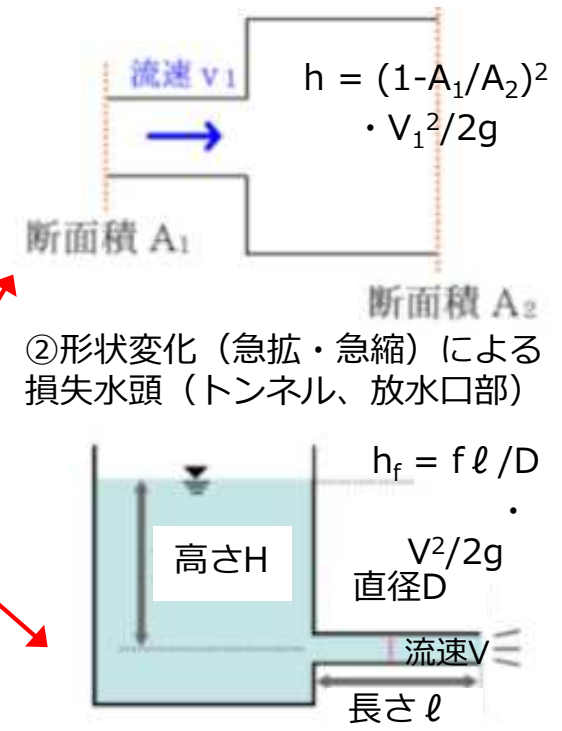 流速 v₁
h = (1-A₁/A₂)²
・V₁²/2g
断面積 A₁
断面積 A₂
②形状変化（急拡・急縮）による
損失水頭（トンネル、放水口部）
h_f = fℓ/D
・
V²/2g
高さH
直径D
流速V
長さℓ